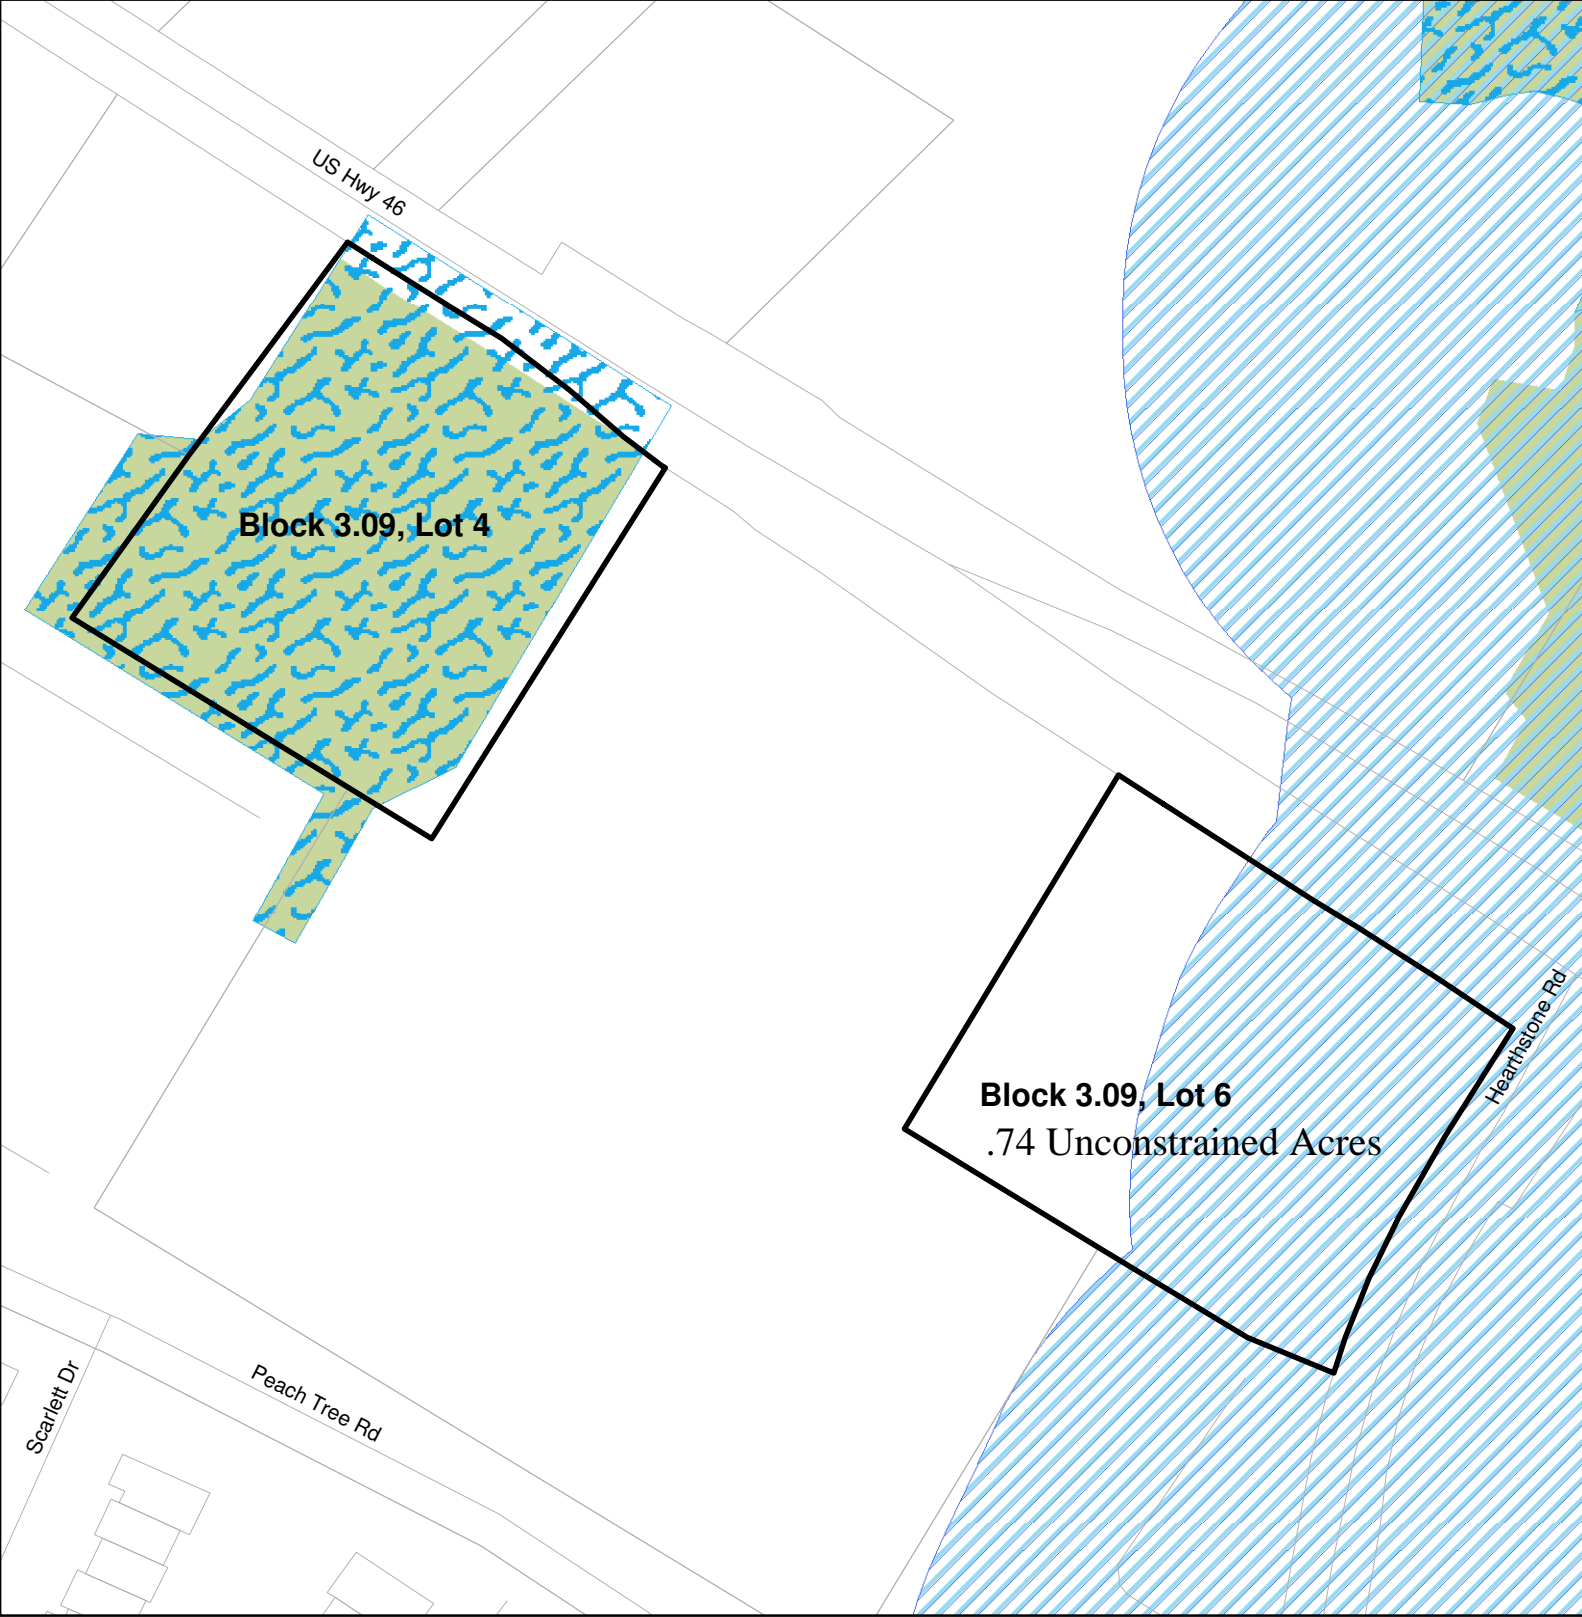 US Hwy 46
Block 3.09, Lot 4
Hearthstone Rd
Block 3.09, Lot 6
.74 Unconstrained Acres
Peach Tree Rd
Scarlett Dr